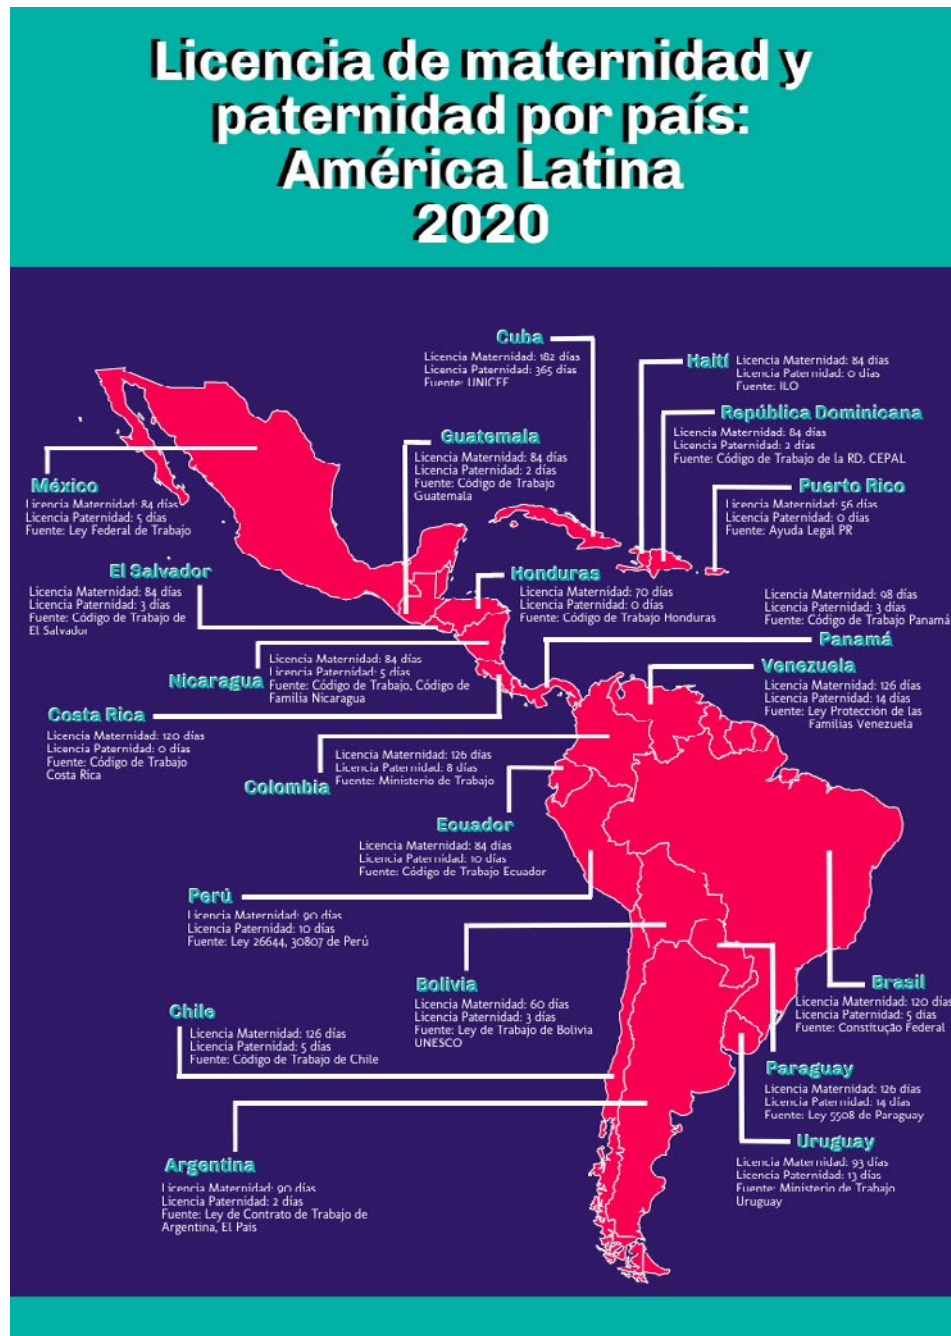 Licencia de maternidad y
paternidad por país:
América Latina
2020
Cuba
Licencia Maternidad: 182 días
Licencia Paternidad: 365 días
Fuente: UNICEF
Haití
Licencia Maternidad: 84 días
Licencia Paternidad: 0 días
Fuente: ILO
República Dominicana
Licencia Maternidad: 84 días
Licencia Paternidad: 2 días
Fuente: Código de Trabajo de la RD, CEPAL
Guatemala
Licencia Maternidad: 84 días
Licencia Paternidad: 2 días
Fuente: Código de Trabajo
Guatemala
México
Licencia Maternidad: 84 días
Licencia Paternidad: 5 días
Fuente: Ley Federal de Trabajo
Puerto Rico
Licencia Maternidad: 56 días
Licencia Paternidad: 0 días
Fuente: Ayuda Legal PR
El Salvador
Licencia Maternidad: 84 días
Licencia Paternidad: 3 días
Fuente: Código de Trabajo de
El Salvador
Honduras
Licencia Maternidad: 70 días
Licencia Paternidad: 0 días
Fuente: Código de Trabajo Honduras
Licencia Maternidad: 98 días
Licencia Paternidad: 3 días
Fuente: Código de Trabajo Panamá
Panamá
Licencia Maternidad: 84 días
Licencia Paternidad: 5 días
Nicaragua
Fuente: Código de Trabajo, Código de
Familia Nicaragua
Venezuela
Licencia Maternidad: 126 días
Licencia Paternidad: 14 días
Fuente: Ley Protección de las
Familias Venezuela
Costa Rica
Licencia Maternidad: 120 días
Licencia Paternidad: 0 días
Fuente: Código de Trabajo
Costa Rica
Licencia Maternidad: 126 días
Licencia Paternidad: 8 días
Fuente: Ministerio de Trabajo
Colombia
Ecuador
Licencia Maternidad: 84 días
Licencia Paternidad: 10 días
Fuente: Código de Trabajo Ecuador
Perú
Licencia Maternidad: 90 días
Licencia Paternidad: 10 días
Fuente: Ley 26644, 30807 de Perú
Bolivia
Licencia Maternidad: 60 días
Licencia Paternidad: 3 días
Fuente: Ley de Trabajo de Bolivia
UNESCO
Brasil
Licencia Maternidad: 120 días
Licencia Paternidad: 5 días
Fuente: Constitução Federal
Chile
Licencia Maternidad: 126 días
Licencia Paternidad: 5 días
Fuente: Código de Trabajo de Chile
Paraguay
Licencia Maternidad: 126 días
Licencia Paternidad: 14 días
Fuente: Ley 5508 de Paraguay
Uruguay
Licencia Maternidad: 93 días
Licencia Paternidad: 13 días
Fuente: Ministerio de Trabajo
Uruguay
Argentina
Licencia Maternidad: 90 días
Licencia Paternidad: 2 días
Fuente: Ley de Contrato de Trabajo de
Argentina, El Pais